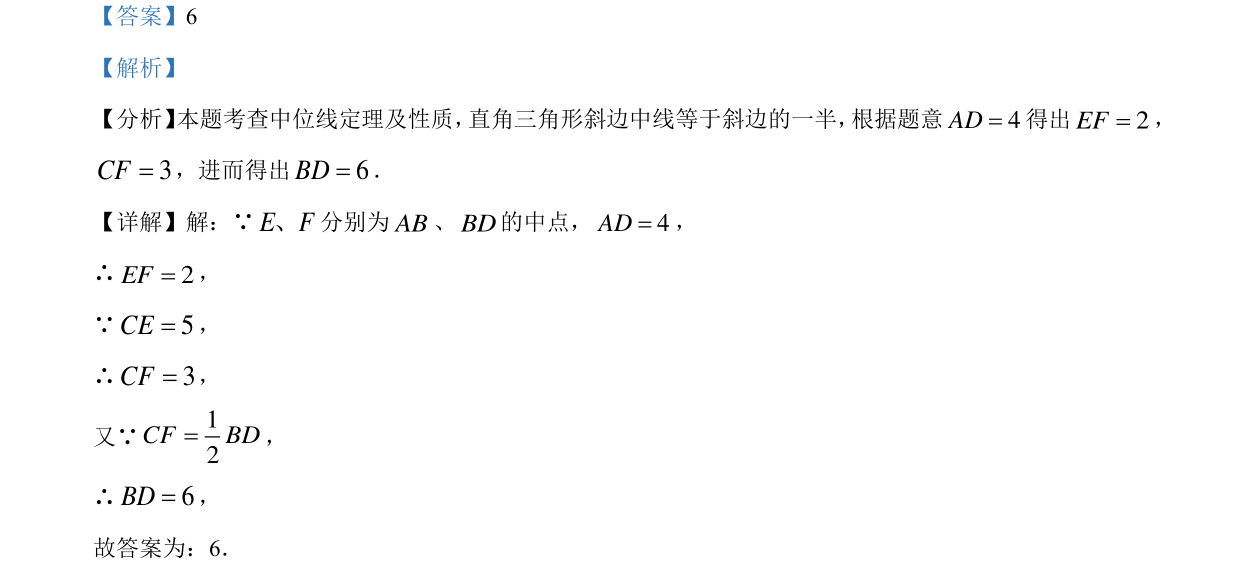 【答案】6
【解析】
【分析】本题考查中位线定理及性质，直角三角形斜边中线等于斜边的一半，根据题意 AD = 4 得出 EF = 2，
CF = 3，进而得出 BD = 6．
【详解】解：∵ E、F 分别为 AB 、 BD 的中点， AD = 4，
∴ EF = 2，
∵ CE = 5，
∴ CF = 3，
又∵ CF = 1/2 BD，
∴ BD = 6，
故答案为：6．